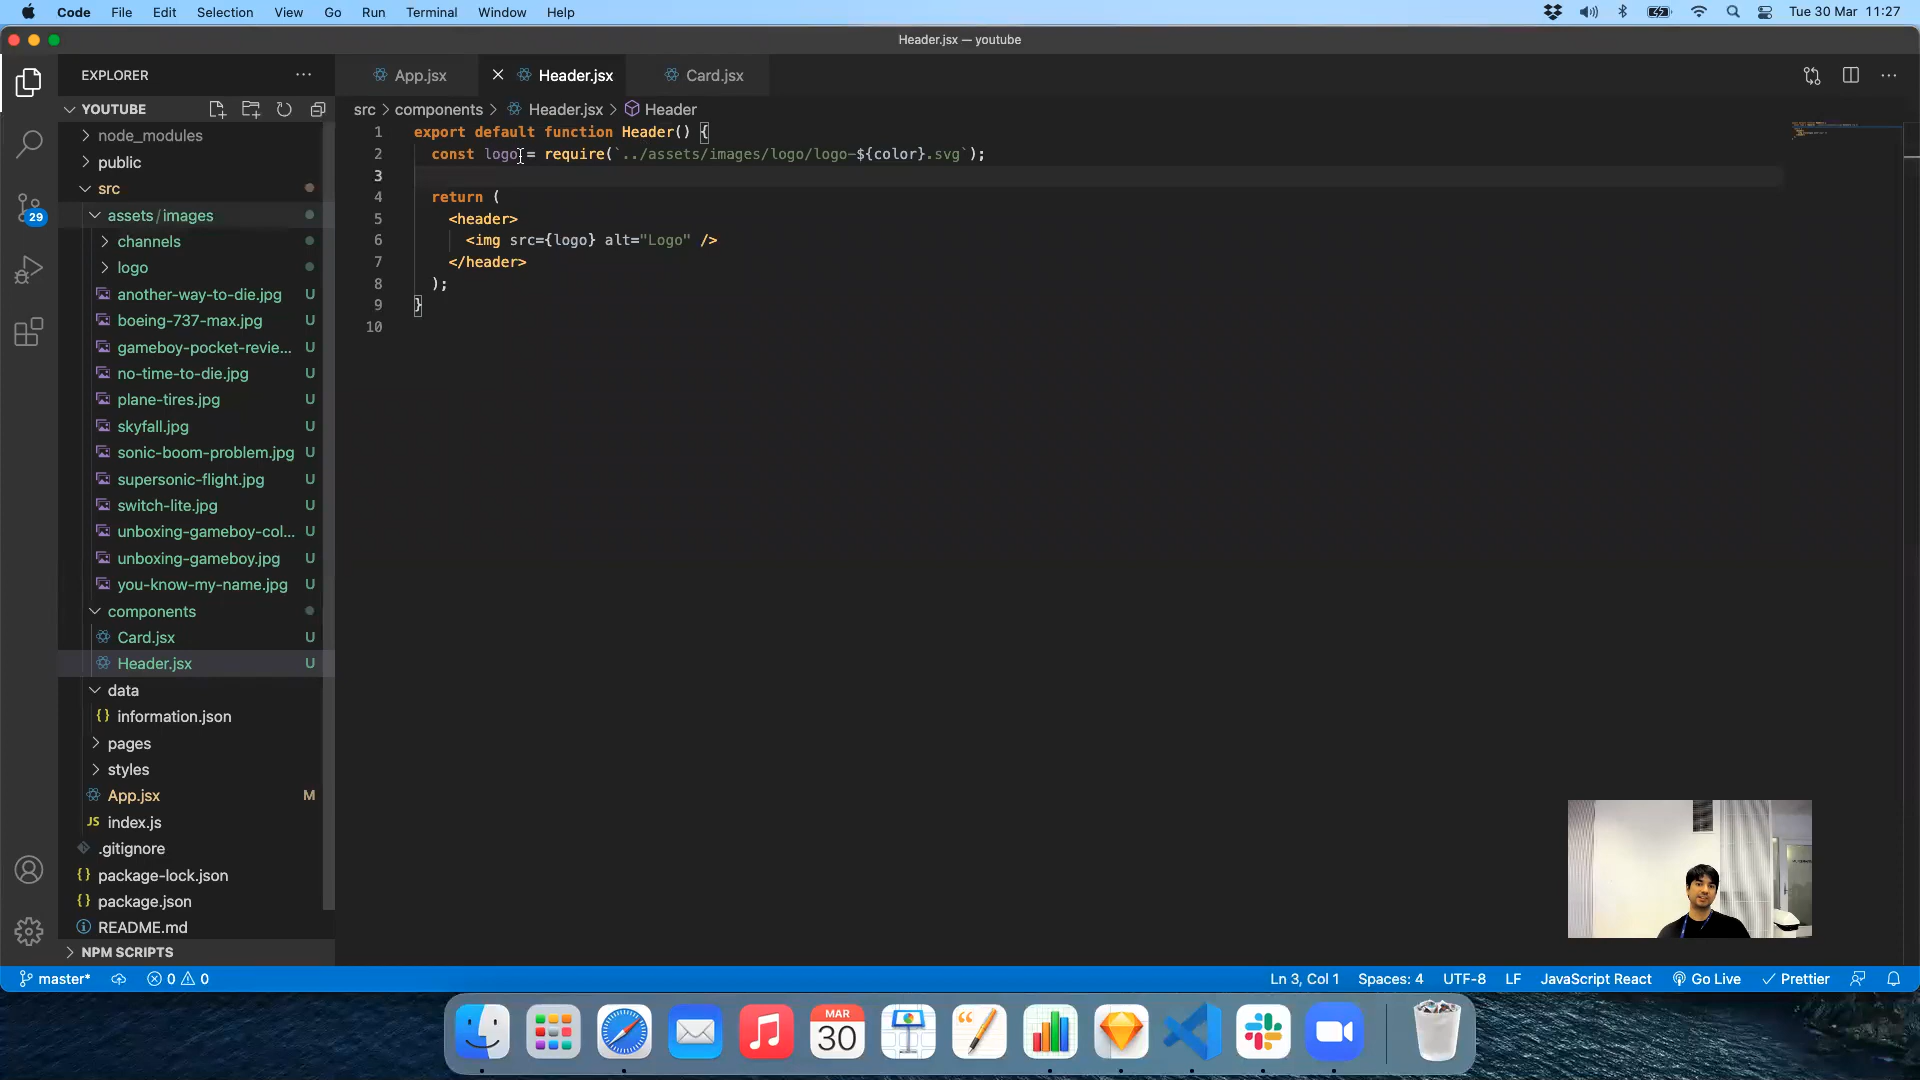 Code File Edit Selection View Go Run Terminal Window Help Tue 30 Mar 11:27
Header.jsx — youtube
EXPLORER ···
App.jsx
Header.jsx
Card.jsx
YOUTUBE
src > components > Header.jsx > Header
node_modules
public
src
assets/images
channels
logo
another-way-to-die.jpg U
boeing-737-max.jpg U
gameboy-pocket-revie... U
no-time-to-die.jpg U
plane-tires.jpg U
skyfall.jpg U
sonic-boom-problem.jpg U
supersonic-flight.jpg U
switch-lite.jpg U
unboxing-gameboy-col... U
unboxing-gameboy.jpg U
you-know-my-name.jpg U
components
Card.jsx U
Header.jsx U
data
{} information.json
pages
styles
App.jsx M
JS index.js
.gitignore
{} package-lock.json
{} package.json
README.md
NPM SCRIPTS
29
1 export default function Header() {
2 const logo = require(`../assets/images/logo/logo-${color}.svg`);
3
4 return (
5 <header>
6 <img src={logo} alt="Logo" />
7 </header>
8 );
9 }
10
master* 0 0 Ln 3, Col 1 Spaces: 4 UTF-8 LF JavaScript React Go Live Prettier
MAR
30